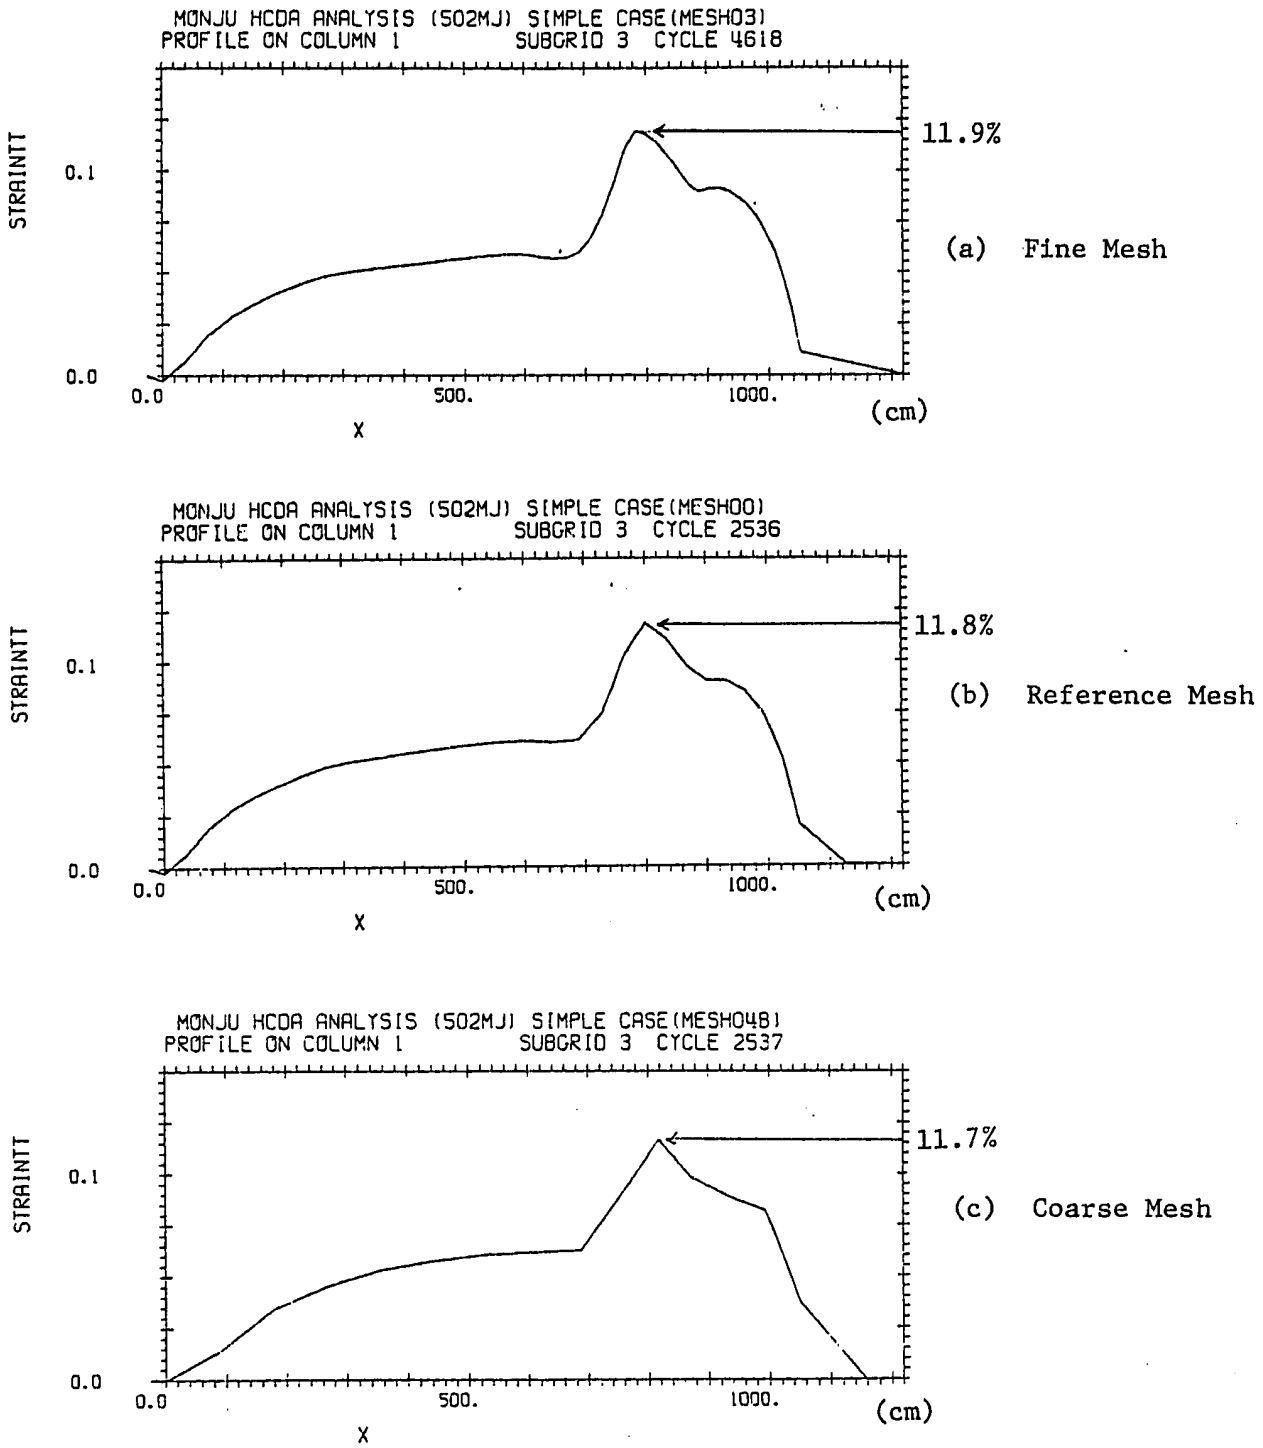 MONJU HCDA ANALYSIS (502MJ) SIMPLE CASE(MESH03)
PROFILE ON COLUMN 1 SUBGRID 3 CYCLE 4618
STRAINTT
0.1
0.0
0.0 500. 1000.
(cm)
X
11.9%
(a) Fine Mesh
MONJU HCDA ANALYSIS (502MJ) SIMPLE CASE(MESH00)
PROFILE ON COLUMN 1 SUBGRID 3 CYCLE 2536
STRAINTT
0.1
0.0
0.0 500. 1000.
(cm)
X
11.8%
(b) Reference Mesh
MONJU HCDA ANALYSIS (502MJ) SIMPLE CASE(MESH04B)
PROFILE ON COLUMN 1 SUBGRID 3 CYCLE 2537
STRAINTT
0.1
0.0
0.0 500. 1000.
(cm)
X
11.7%
(c) Coarse Mesh